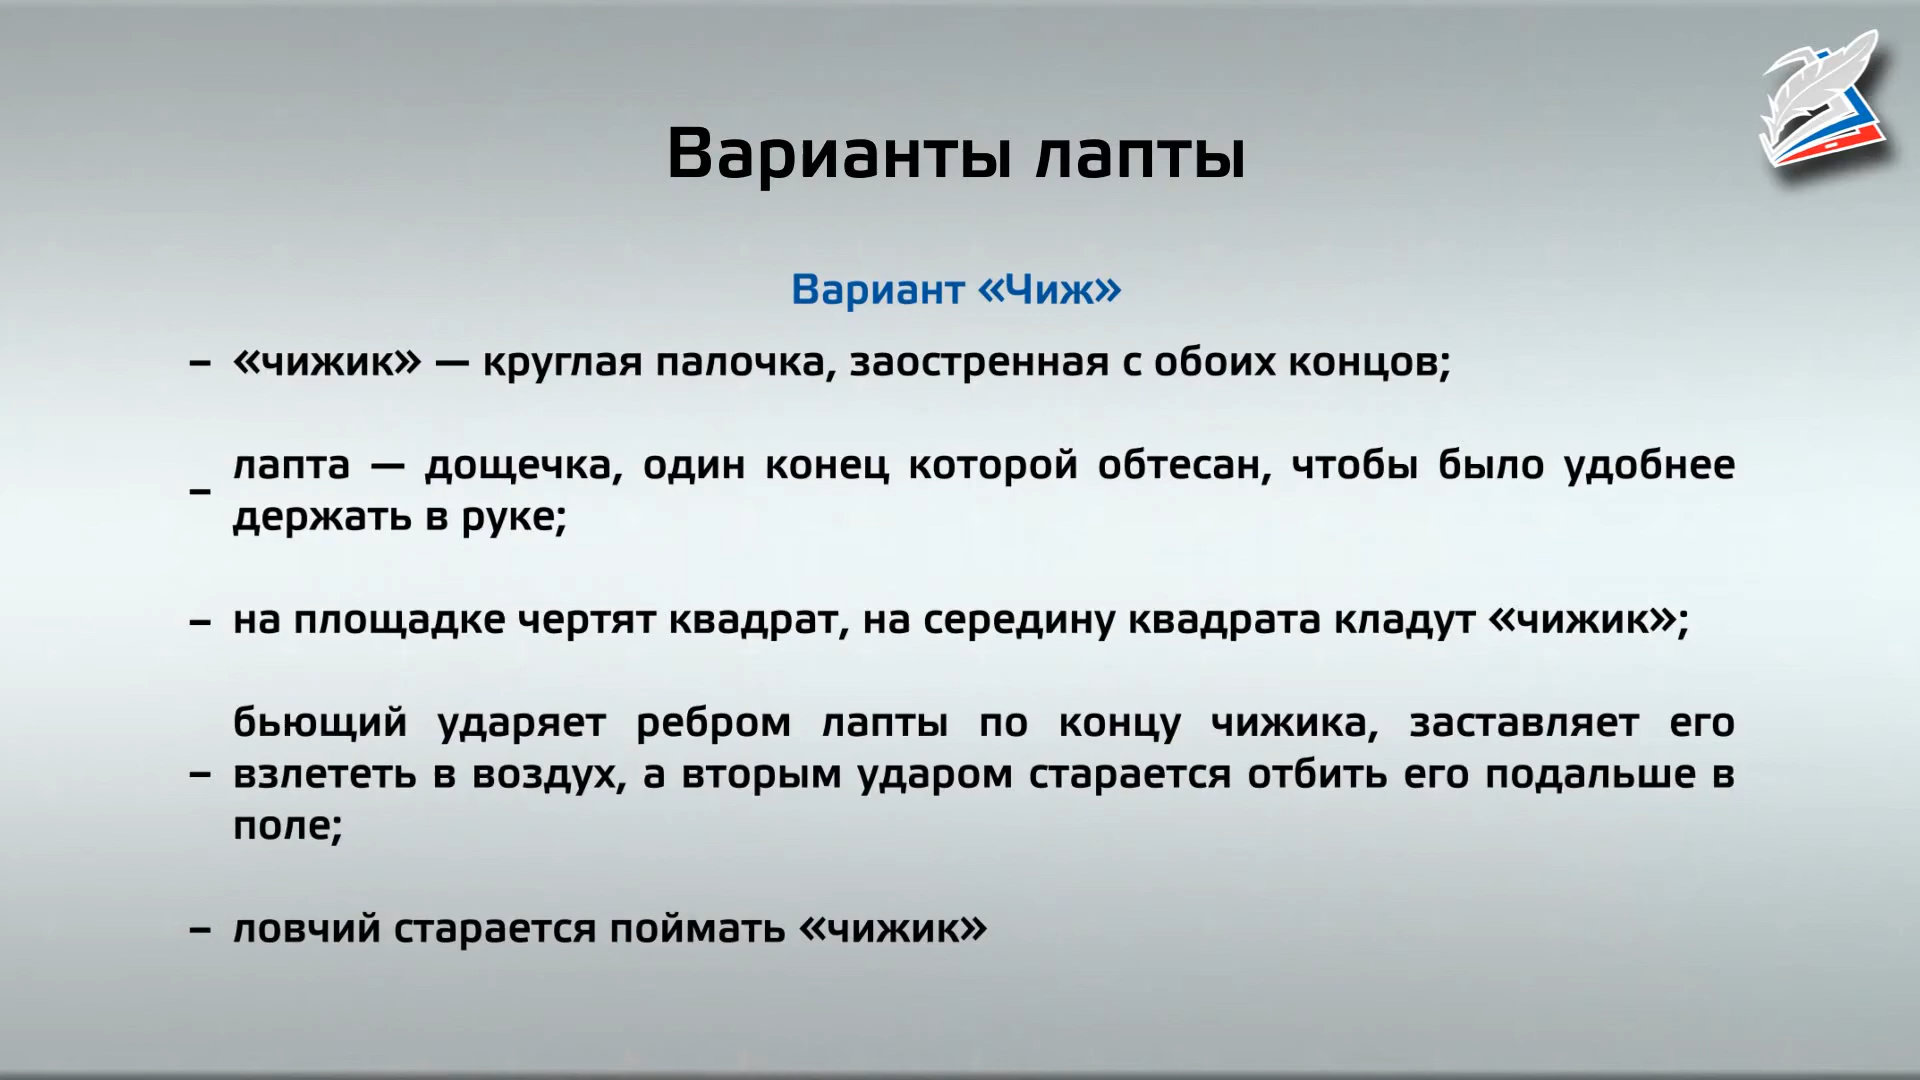 Варианты лапты
Вариант «Чиж»
– «чижик» — круглая палочка, заостренная с обоих концов;
– лапта — дощечка, один конец которой обтесан, чтобы было удобнее
держать в руке;
– на площадке чертят квадрат, на середину квадрата кладут «чижик»;
– бьющий ударяет ребром лапты по концу чижика, заставляет его
взлететь в воздух, а вторым ударом старается отбить его подальше в
поле;
– ловчий старается поймать «чижик»